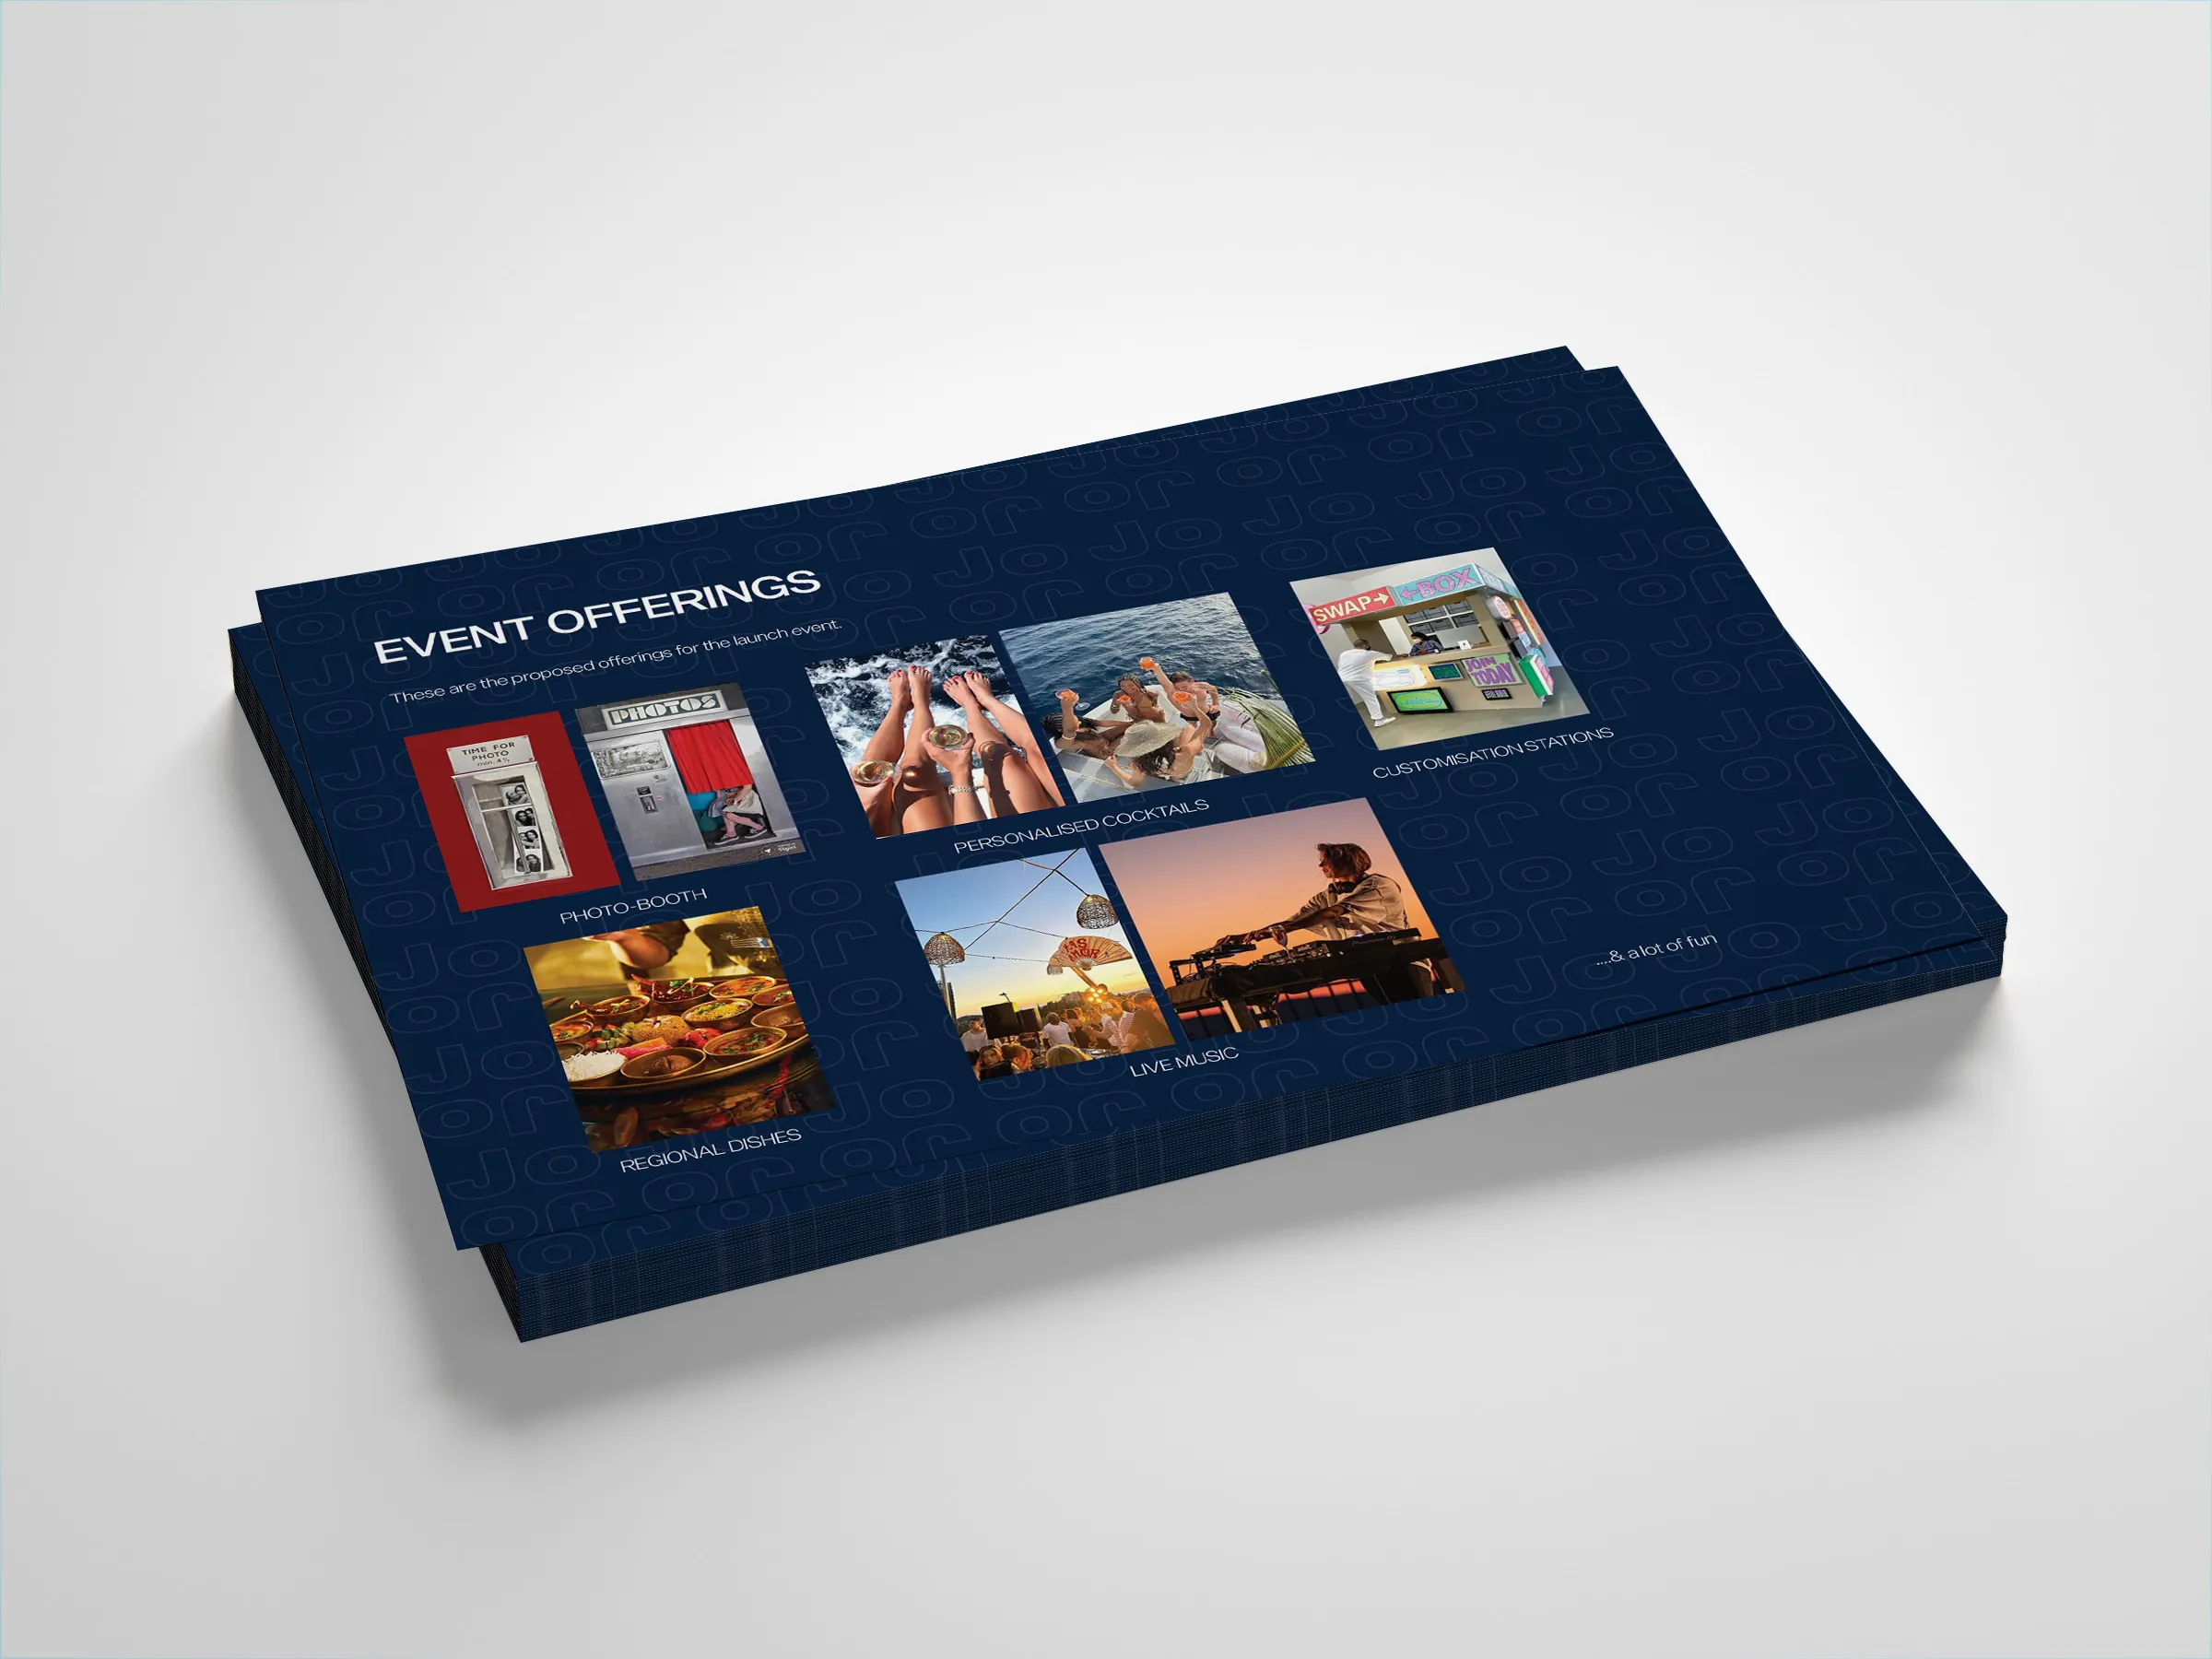 EVENT OFFERINGS
These are the proposed offerings for the launch event.
TIME FOR
PHOTO
PHOTOS
PHOTO-BOOTH
PERSONALISED COCKTAILS
SWAP→
←BOX
JOIN
TODAY
CUSTOMISATION STATIONS
REGIONAL DISHES
LIVE MUSIC
....& a lot of fun
JO